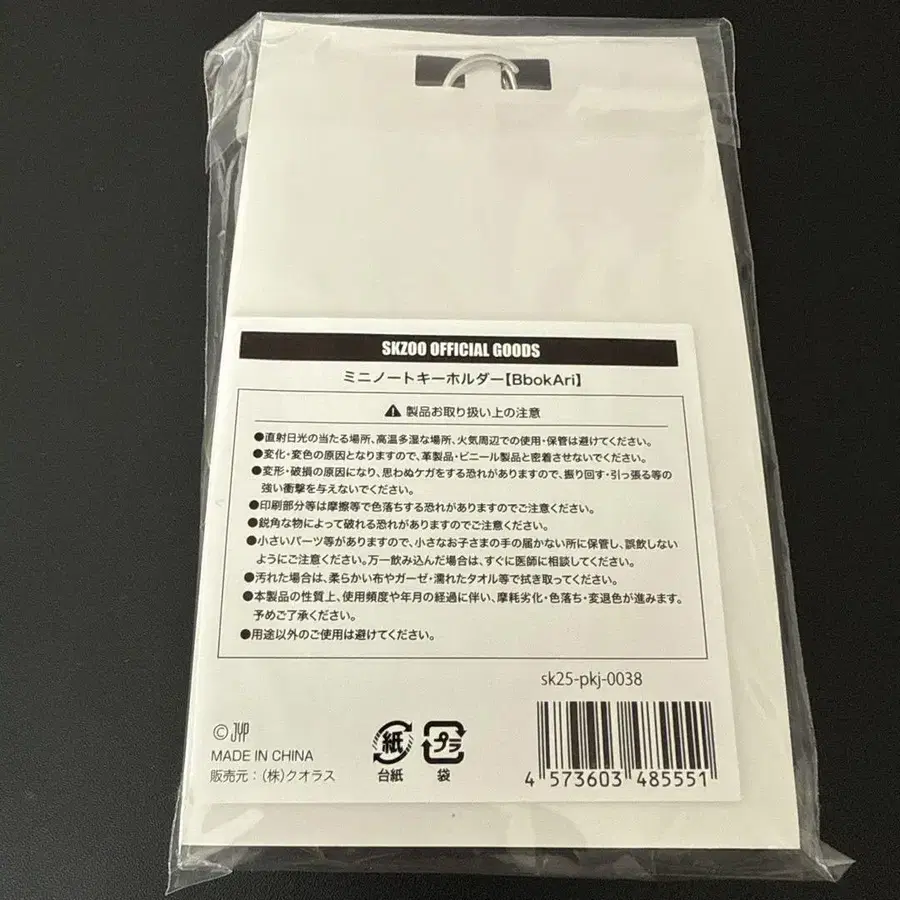 SKZOO OFFICIAL GOODS
ミニノートキーホルダー【BbokAri】
製品お取り扱い上の注意
●直射日光の当たる場所、高温多湿な場所、火気周辺での使用・保管は避けてください。
●変化・変色の原因となりますので、革製品・ビニール製品と密着させないでください。
●変形・破損の原因になり、思わぬケガをする恐れがありますので、振り回す・引っ張る等の
強い衝撃を与えないでください。
●印刷部分等は摩擦等で色落ちする恐れがありますのでご注意ください。
●鋭角な物によって破れる恐れがありますのでご注意ください。
●小さいパーツ等がありますので、小さなお子さまの手の届かない所に保管し、誤飲しない
ようにご注意ください。万一飲み込んだ場合は、すぐに医師に相談してください。
●汚れた場合は、柔らかい布やガーゼ・濡れたタオル等で拭き取ってください。
●本製品の性質上、使用頻度や年月の経過に伴い、摩耗劣化・色落ち・変退色が進みます。
予めご了承ください。
●用途以外のご使用は避けてください。
sk25-pkj-0038
© JYP
MADE IN CHINA
販売元：（株）クオラス
紙
台紙
プラ
袋
4 573603 485551